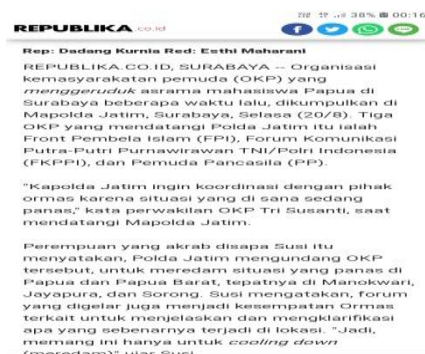 38% 00:16
REPUBLIKA.co.id
Rep: Dadang Kurnia Red: Esthi Maharani
REPUBLIKA.CO.ID, SURABAYA -- Organisasi
kemasyarakatan pemuda (OKP) yang
menggeruduk asrama mahasiswa Papua di
Surabaya beberapa waktu lalu, dikumpulkan di
Mapolda Jatim, Surabaya, Selasa (20/8). Tiga
OKP yang mendatangi Polda Jatim itu ialah
Front Pembela Islam (FPI), Forum Komunikasi
Putra-Putri Purnawirawan TNI/Polri Indonesia
(FKPPI), dan Pemuda Pancasila (PP).
"Kapolda Jatim ingin koordinasi dengan pihak
ormas karena situasi yang di sana sedang
panas," kata perwakilan OKP Tri Susanti, saat
mendatangi Mapolda Jatim.
Perempuan yang akrab disapa Susi itu
menyatakan, Polda Jatim mengundang OKP
tersebut, untuk meredam situasi yang panas di
Papua dan Papua Barat, tepatnya di Manokwari,
Jayapura, dan Sorong. Susi mengatakan, forum
yang digelar juga menjadi kesempatan Ormas
terkait untuk menjelaskan dan mengklarifikasi
apa yang sebenarnya terjadi di lokasi. "Jadi,
memang ini hanya untuk cooling down
(meredam)" ujar Susi